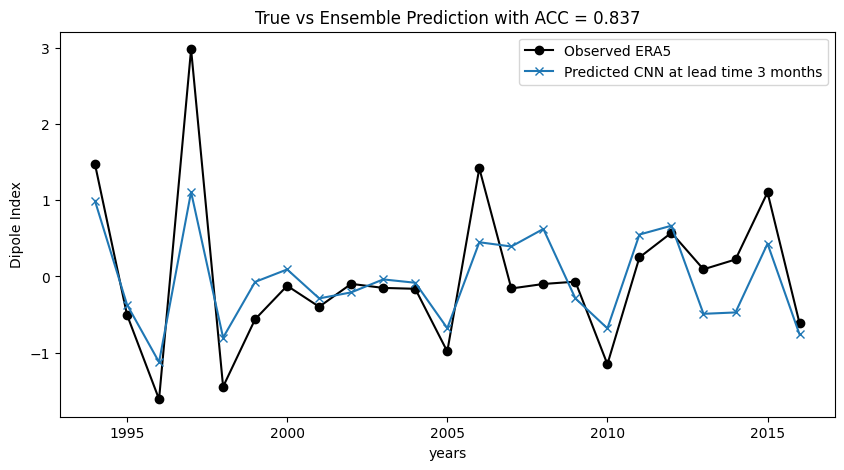 True vs Ensemble Prediction with ACC = 0.837
Observed ERA5
Predicted CNN at lead time 3 months
Dipole Index
3
2
1
0
−1
1995 2000 2005 2010 2015
years